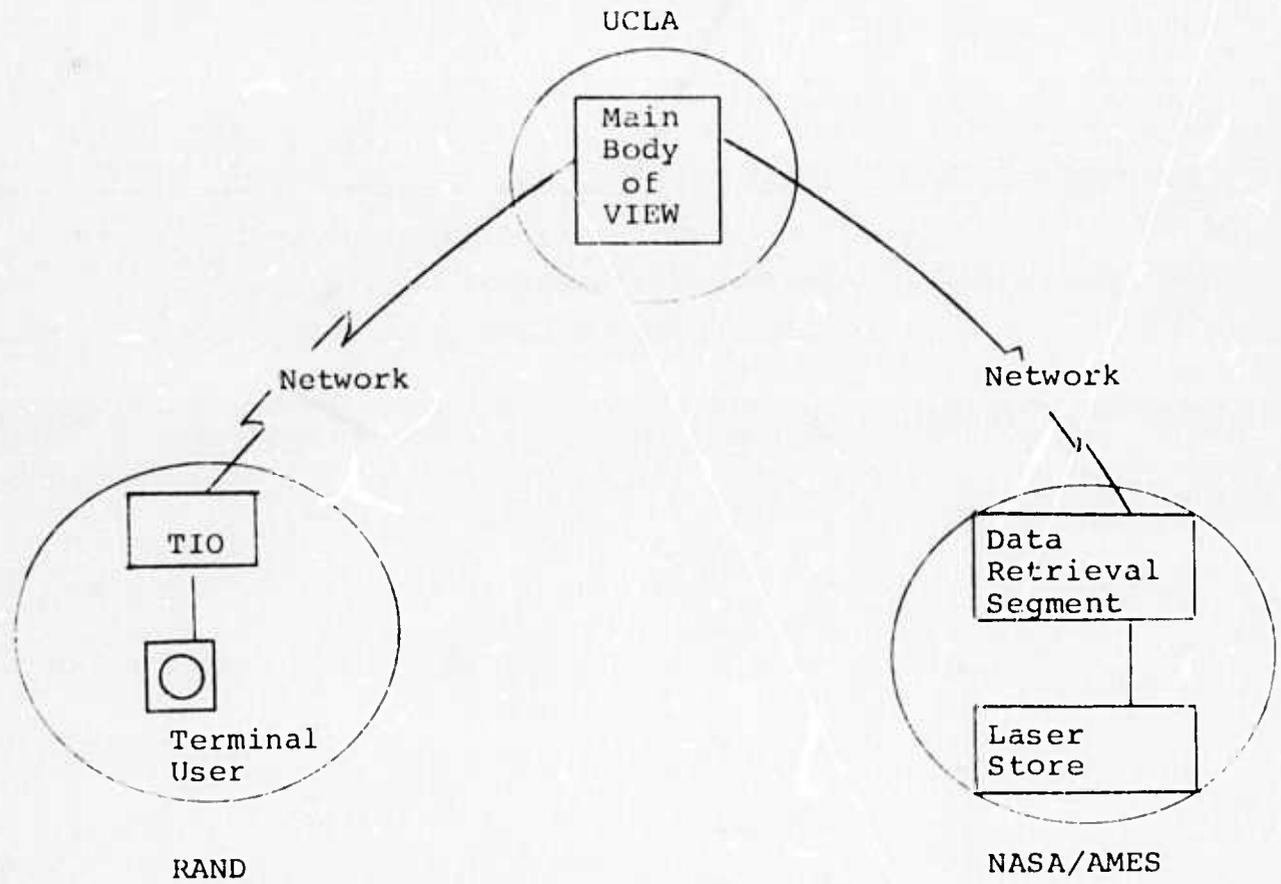 UCLA
Main
Body
of
VIEW
Network
Network
TIO
Terminal
User
RAND
Data
Retrieval
Segment
Laser
Store
NASA/AMES